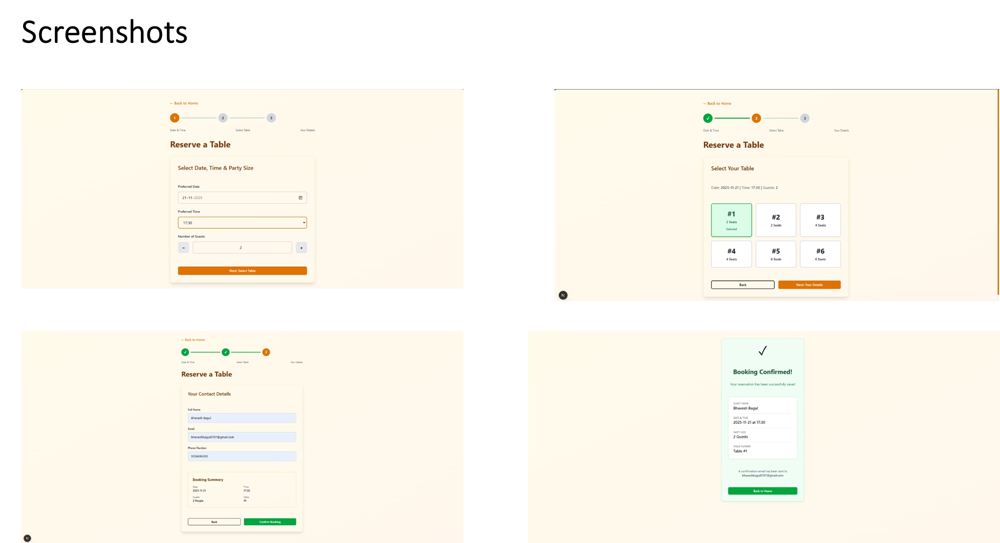 Screenshots
← Back to Home
1 2 3
Date & Time Select Table Your Details
Reserve a Table
Select Date, Time & Party Size
Preferred Date
21-11-2025
Preferred Time
17:30
Number of Guests
- 2 +
Next: Select Table
← Back to Home
✓ 2 3
Date & Time Select Table Your Details
Reserve a Table
Select Your Table
Date: 2025-11-21 | Time: 17:30 | Guests: 2
#1
2 Seats
Selected
#2
2 Seats
#3
4 Seats
#4
4 Seats
#5
6 Seats
#6
6 Seats
Back Next: Your Details
N
← Back to Home
✓ ✓ 3
Date & Time Select Table Your Details
Reserve a Table
Your Contact Details
Full Name
Bhavesh Bagul
Email
bhaveshbagul0707@gmail.com
Phone Number
9356696393
Booking Summary
Date Time
2025-11-21 17:30
Guests Table
2 People #1
Back Confirm Booking
N
✓
Booking Confirmed!
Your reservation has been successfully saved
GUEST NAME
Bhavesh Bagul
DATE & TIME
2025-11-21 at 17:30
PARTY SIZE
2 Guests
TABLE NUMBER
Table #1
A confirmation email has been sent to
bhaveshbagul0707@gmail.com
Back to Home